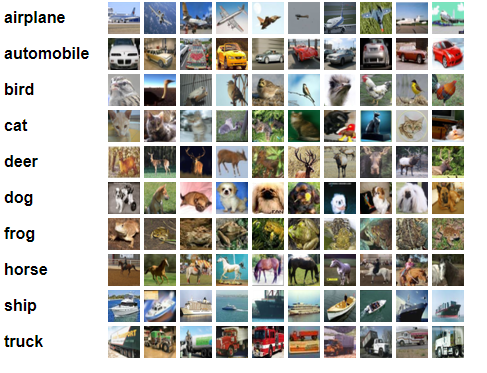 airplane
automobile
bird
cat
deer
dog
frog
horse
ship
truck